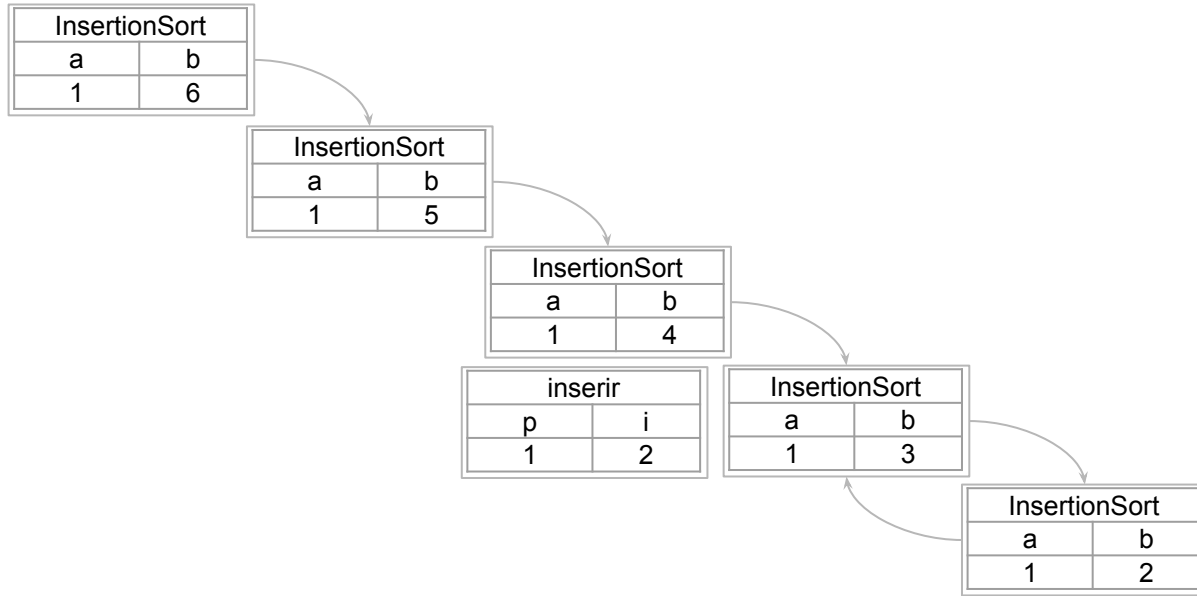 InsertionSort
a b
1 6
InsertionSort
a b
1 5
InsertionSort
a b
1 4
inserir
p i
1 2
InsertionSort
a b
1 3
InsertionSort
a b
1 2